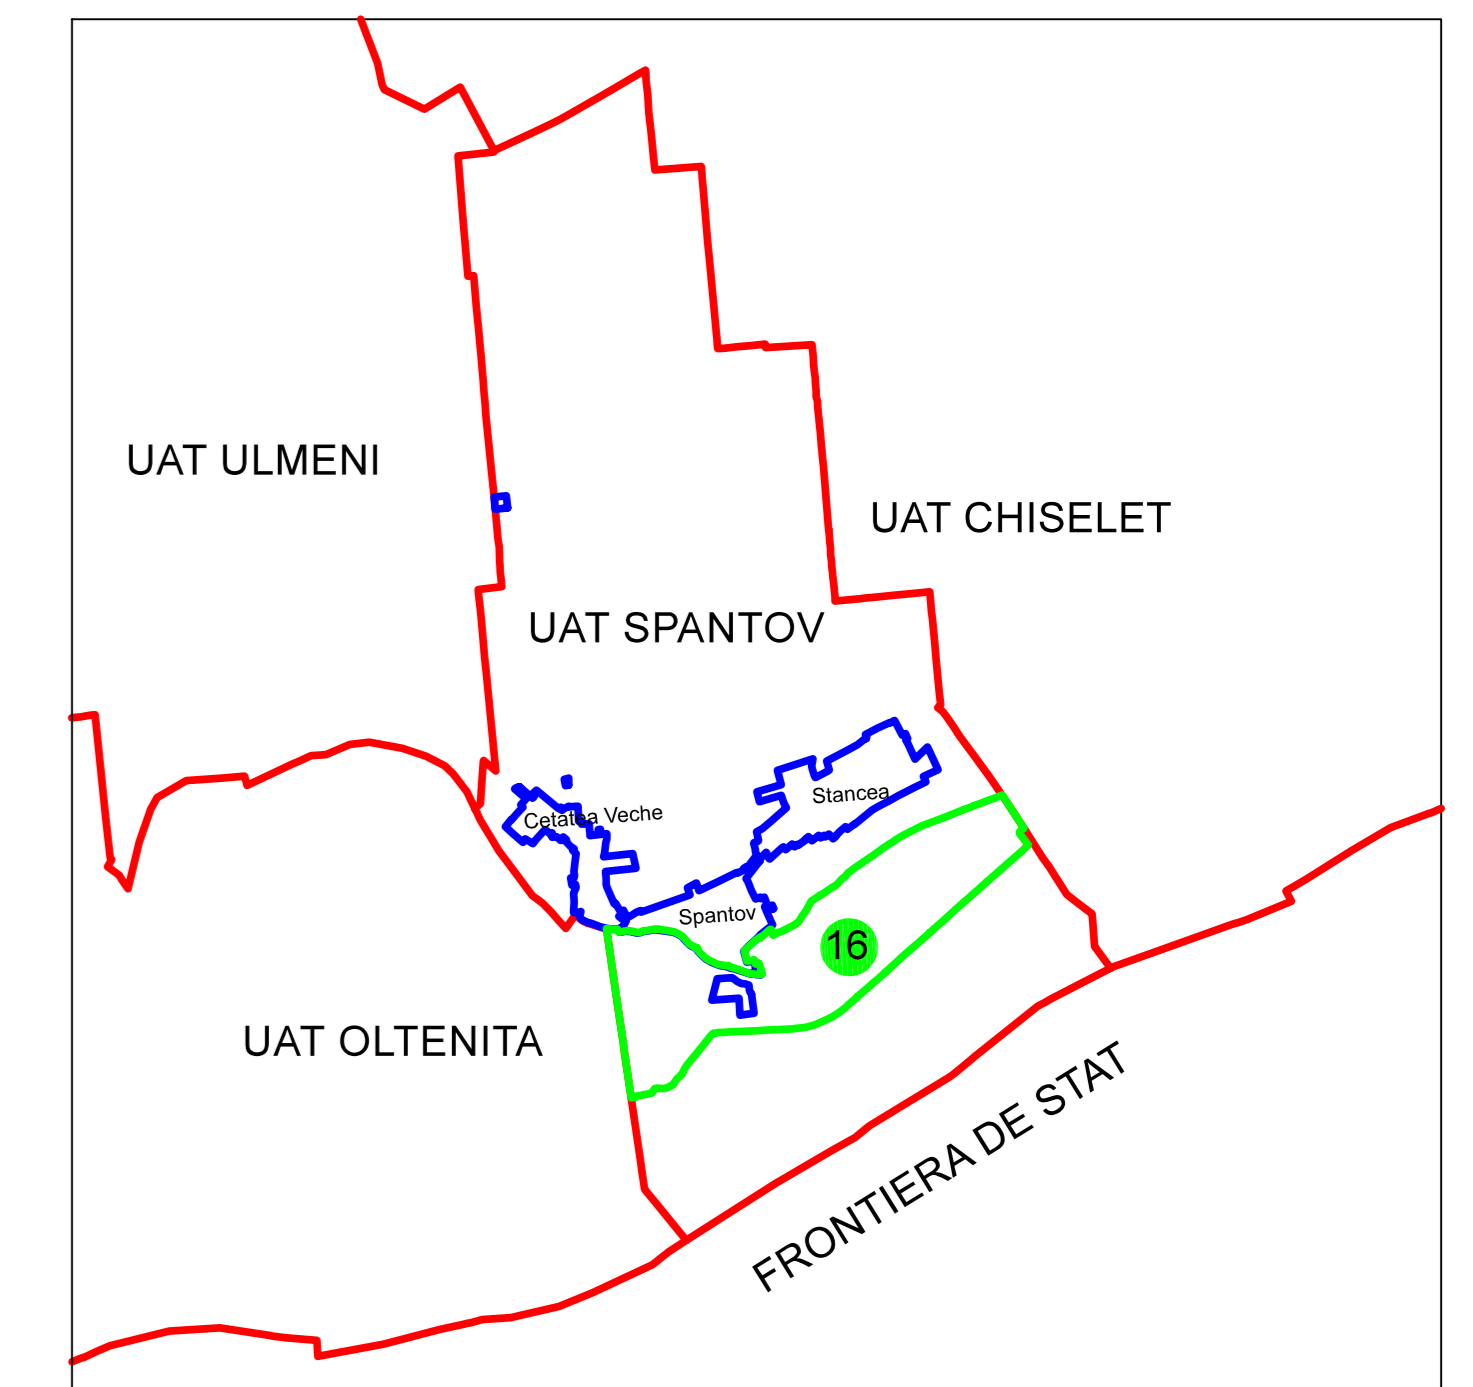 UAT ULMENI
UAT CHISELET
UAT SPANTOV
Stancea
Cetatea Veche
Spantov
16
UAT OLTENITA
FRONTIERA DE STAT